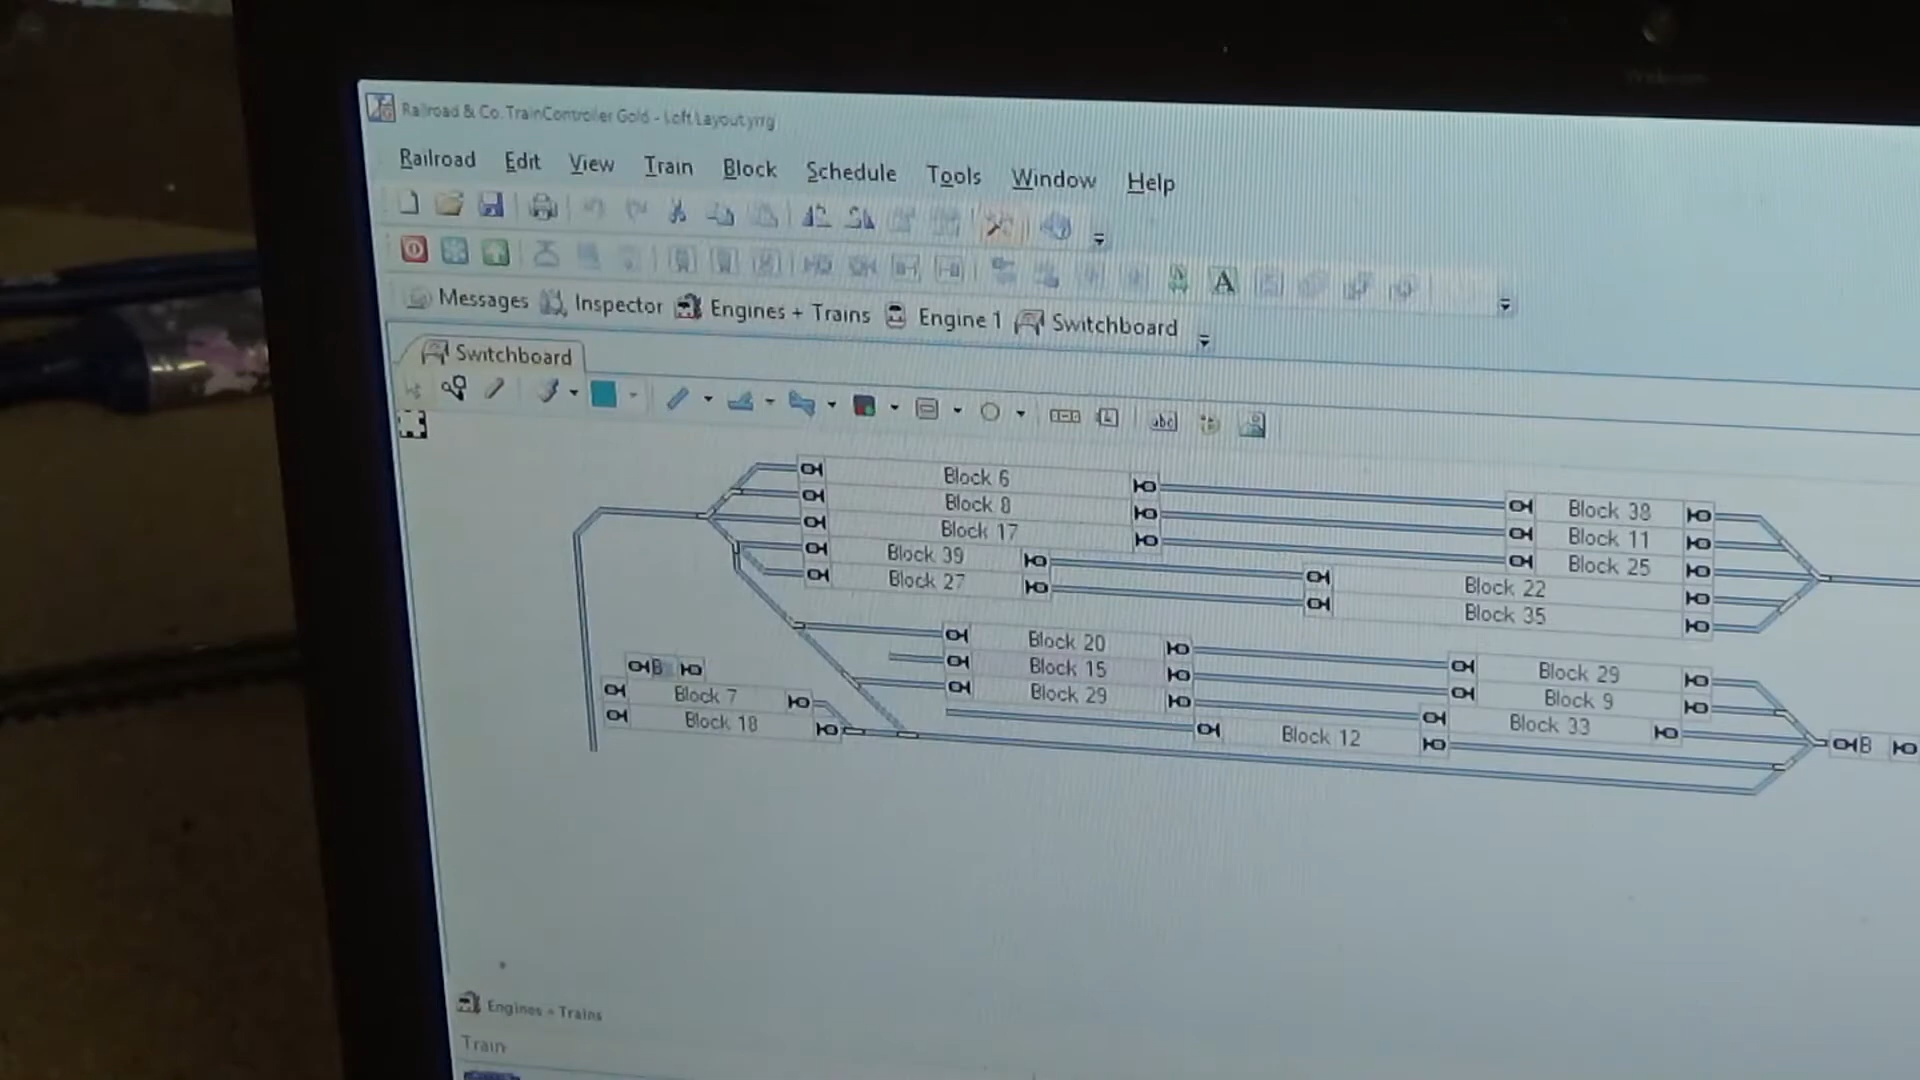 Railroad & Co. TrainController Gold - Loft Layout.yrrg
Railroad Edit View Train Block Schedule Tools Window Help
A
Messages Inspector Engines + Trains Engine 1 Switchboard
Switchboard
abc
Block 6
Block 8
Block 17
Block 39
Block 27
Block 38
Block 11
Block 25
Block 22
Block 35
Block 20
Block 15
Block 29
Block 29
Block 9
Block 33
Block 12
B
Block 7
Block 18
B
Engines + Trains
Train